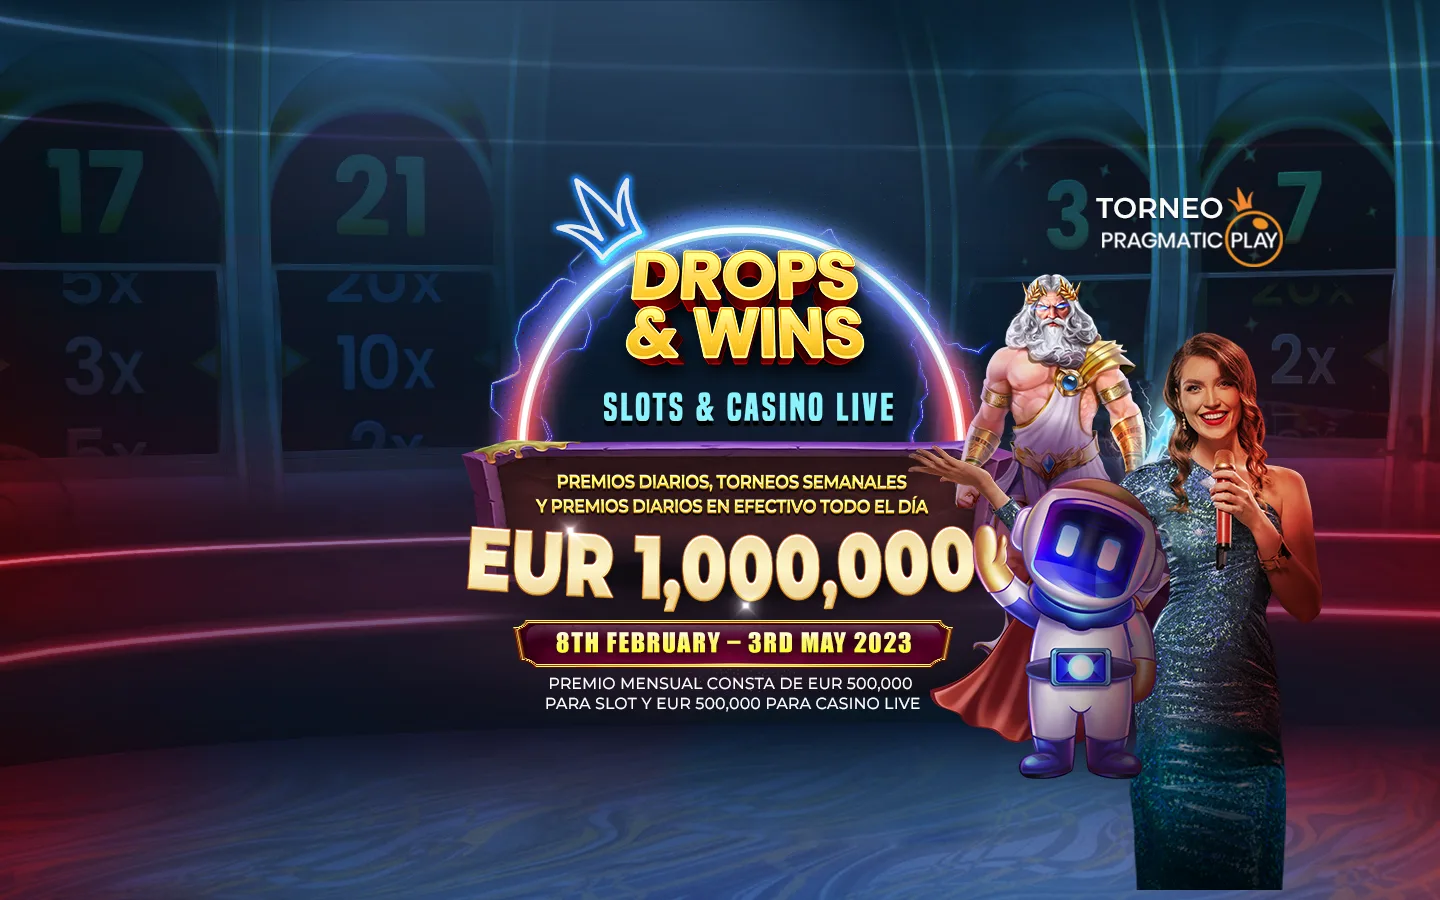 17
21
3
7
TORNEO
PRAGMATIC PLAY
5x
20x
20x
3x
10x
2x
5x
2x
DROPS
& WINS
SLOTS & CASINO LIVE
PREMIOS DIARIOS, TORNEOS SEMANALES
Y PREMIOS DIARIOS EN EFECTIVO TODO EL DÍA
EUR 1,000,000
8TH FEBRUARY – 3RD MAY 2023
PREMIO MENSUAL CONSTA DE EUR 500,000
PARA SLOT Y EUR 500,000 PARA CASINO LIVE